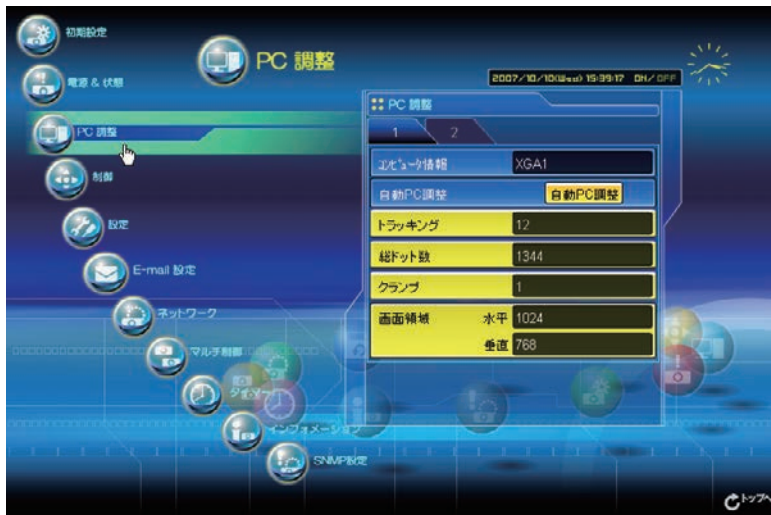 初期設定
PC 調整
電源 & 状態
2007/10/10(Wed) 15:39:17 OH/OFF
PC 調整
PC 調整
1 2
コンピュータ情報 XGA1
制御
自動PC調整 自動PC調整
設定
トラッキング 12
総ドット数 1344
E-mail 設定
クランプ 1
ネットワーク
画面領域 水平 1024
垂直 768
マルチ制御
タイマー
インフォメーション
SNMP設定
トップへ